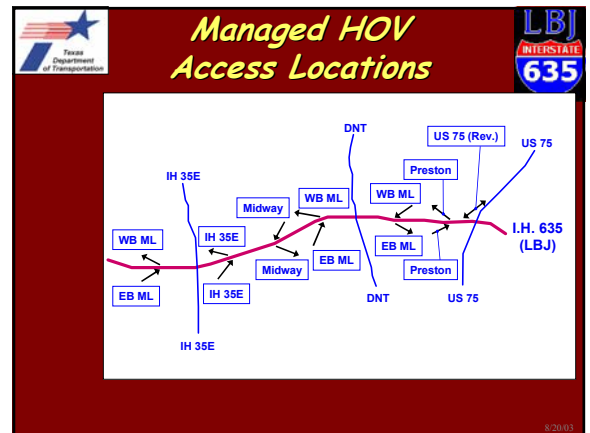 Texas
Department
of Transportation
Managed HOV
Access Locations
LBJ
INTERSTATE
635
DNT
US 75 (Rev.)
US 75
IH 35E
Preston
WB ML
WB ML
Midway
I.H. 635
(LBJ)
WB ML
IH 35E
EB ML
EB ML
Midway
Preston
EB ML
IH 35E
DNT
US 75
IH 35E
8/20/03